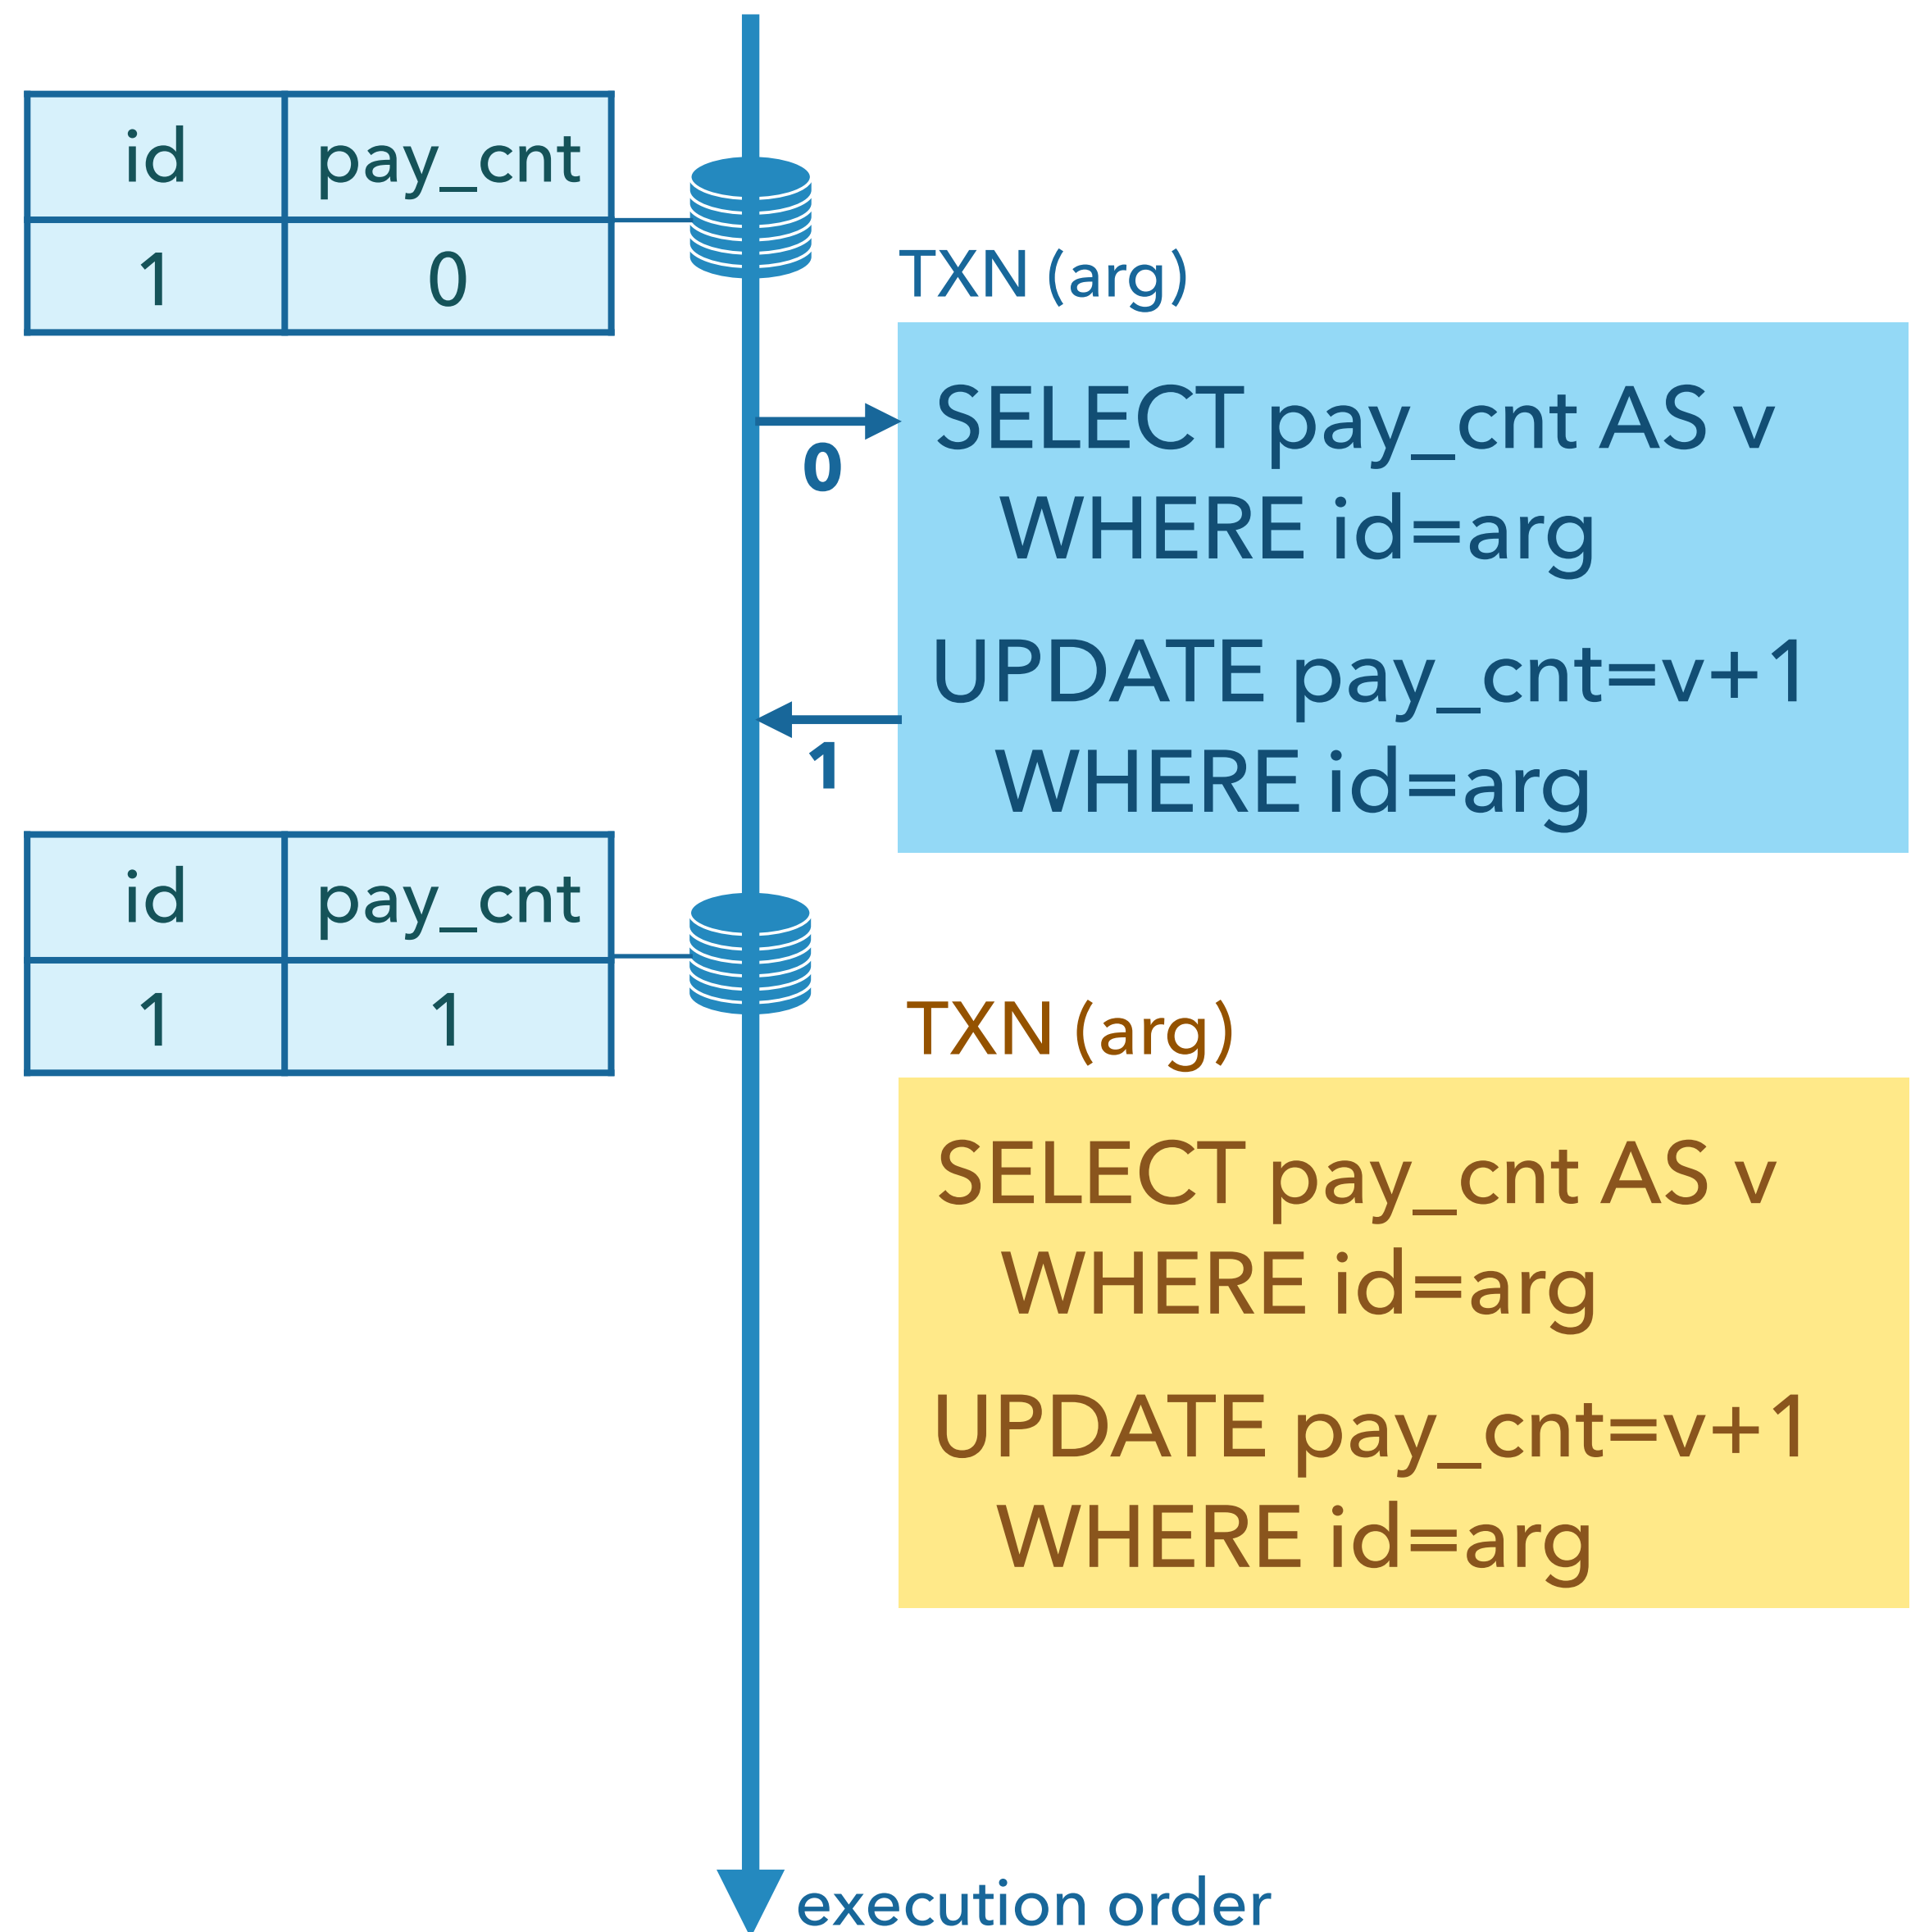 id pay_cnt
1 0
TXN (arg)
SELECT pay_cnt AS v
WHERE id=arg
0
UPDATE pay_cnt=v+1
WHERE id=arg
1
id pay_cnt
1 1
TXN (arg)
SELECT pay_cnt AS v
WHERE id=arg
UPDATE pay_cnt=v+1
WHERE id=arg
execution order